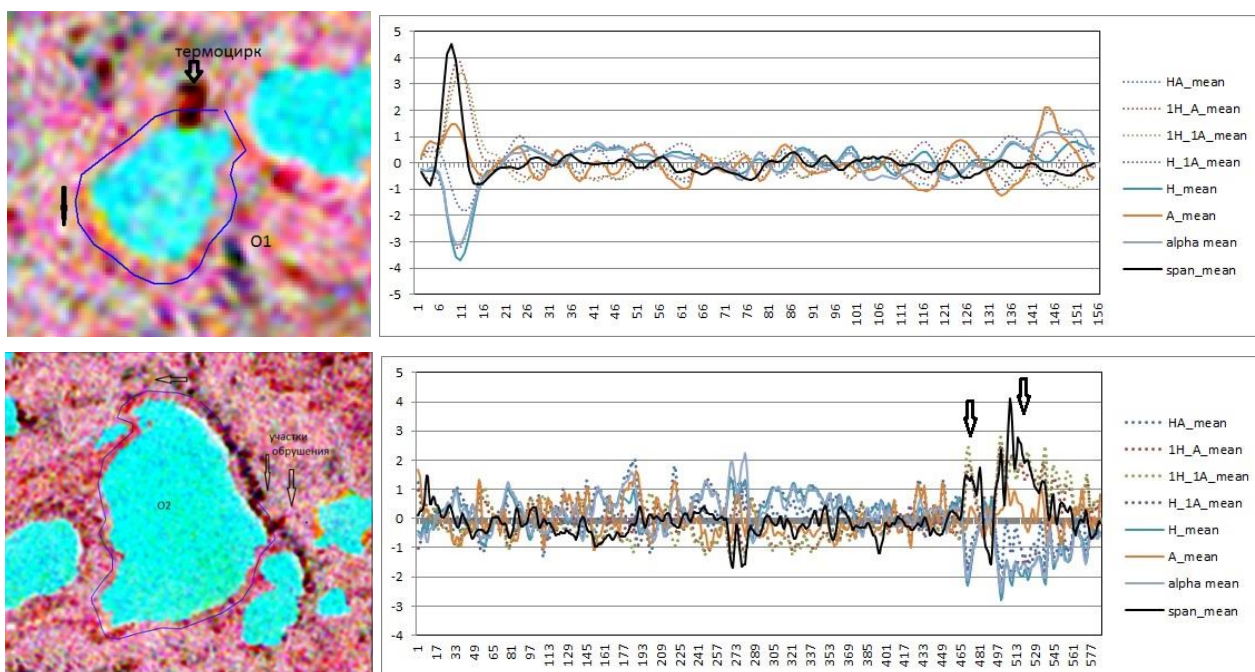 термоцирк
O1
5
4
3
2
1
0
-1
-2
-3
-4
-5
1 6 11 16 21 26 31 36 41 46 51 56 61 66 71 76 81 86 91 96 101 106 111 116 121 126 131 136 141 146 151 156
HA_mean
1H_A_mean
1H_1A_mean
H_1A_mean
H_mean
A_mean
alpha mean
span_mean
участки
обрушения
O2
5
4
3
2
1
0
-1
-2
-3
-4
1 17 33 49 65 81 97 113 129 145 161 177 193 209 225 241 257 273 289 305 321 337 353 369 385 401 417 433 449 465 481 497 513 529 545 561 577
HA_mean
1H_A_mean
1H_1A_mean
H_1A_mean
H_mean
A_mean
alpha mean
span_mean